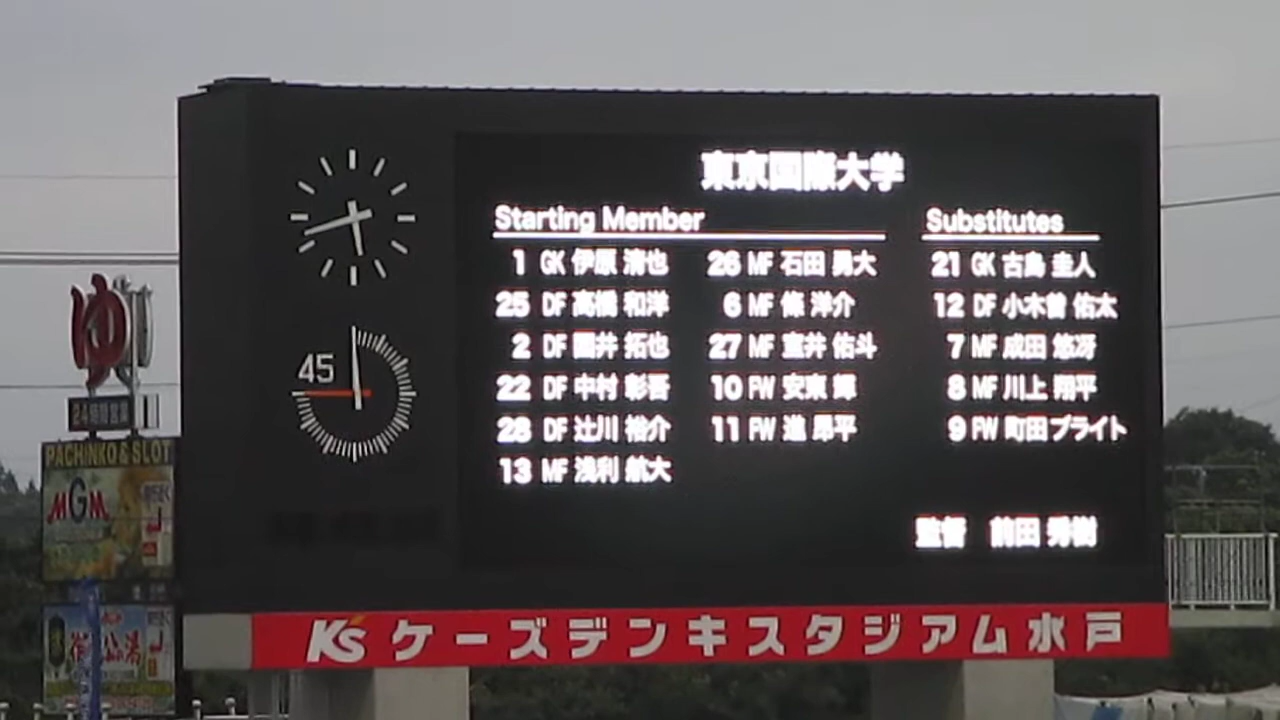 東京国際大学
Starting Member
1 GK 伊原 清也
25 DF 高橋 和洋
2 DF 國井 拓也
22 DF 中村 彰吾
28 DF 辻川 裕介
13 MF 浅利 航大
26 MF 石田 勇大
6 MF 條 洋介
27 MF 室井 佑斗
10 FW 安東 輝
11 FW 進 昂平
Substitutes
21 GK 古島 圭人
12 DF 小木曽 佑太
7 MF 成田 悠冴
8 MF 川上 翔平
9 FW 町田ブライト
監督 前田 秀樹
45
ゆ
24時間営業
PACHINKO & SLOT
MGM
K's ケーズデンキスタジアム水戸